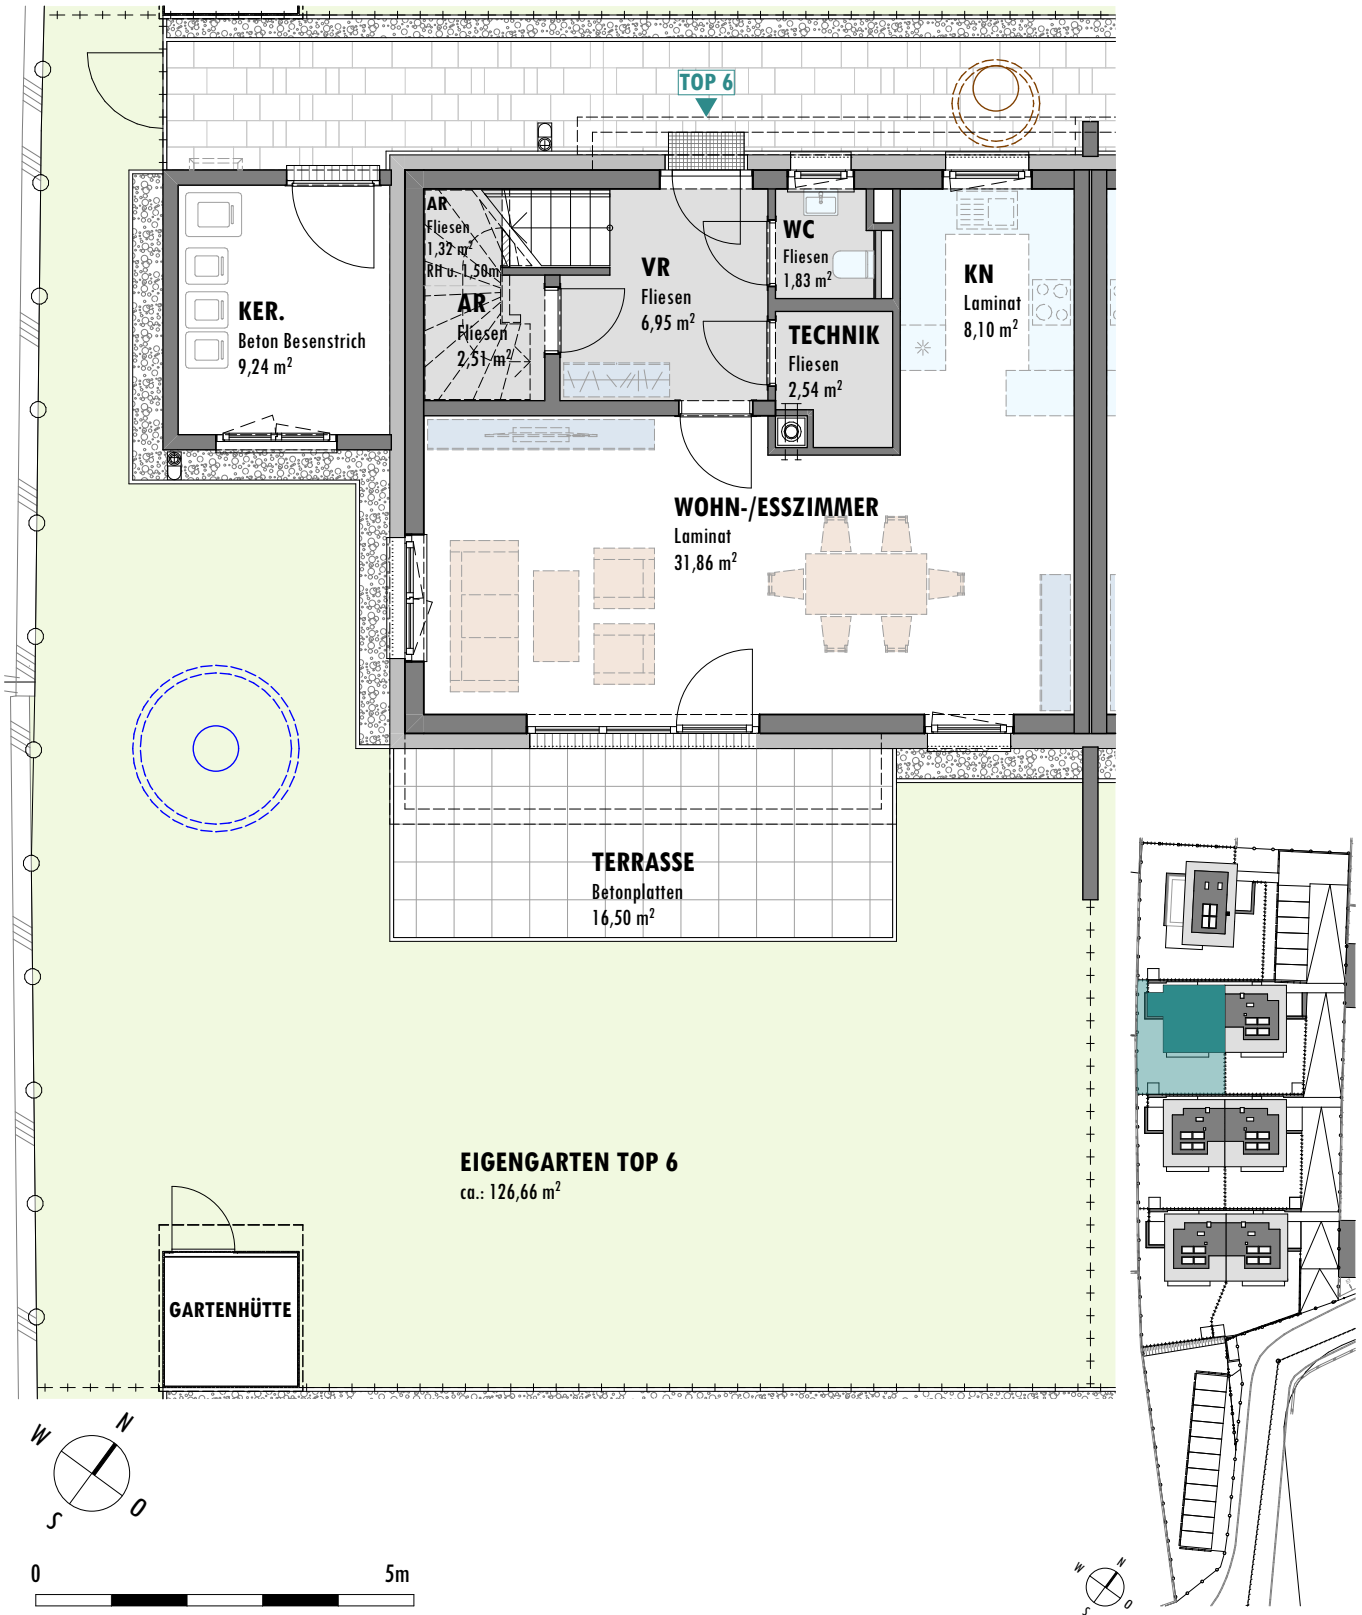 TOP 6
AR
Fliesen
1,32 m²
RH u. 1,50m
AR
Fliesen
2,51 m²
VR
Fliesen
6,95 m²
WC
Fliesen
1,83 m²
KN
Laminat
8,10 m²
KER.
Beton Besenstrich
9,24 m²
TECHNIK
Fliesen
2,54 m²
WOHN-/ESSZIMMER
Laminat
31,86 m²
TERRASSE
Betonplatten
16,50 m²
EIGENGARTEN TOP 6
ca.: 126,66 m²
GARTENHÜTTE
N
W
O
S
0 5m
N
W
O
S